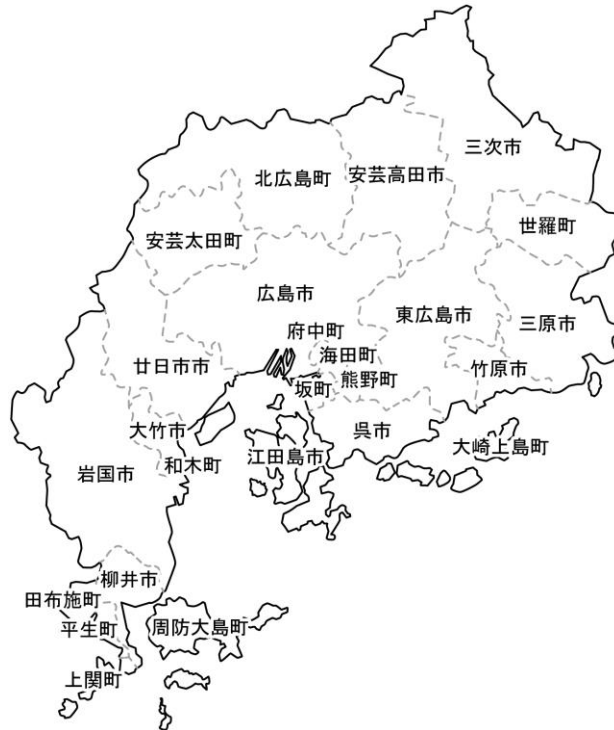 三次市
北広島町
安芸高田市
世羅町
安芸太田町
広島市
東広島市
三原市
府中町
海田町
廿日市市
熊野町
竹原市
坂町
大竹市
呉市
大崎上島町
江田島市
和木町
岩国市
柳井市
田布施町
平生町
周防大島町
上関町